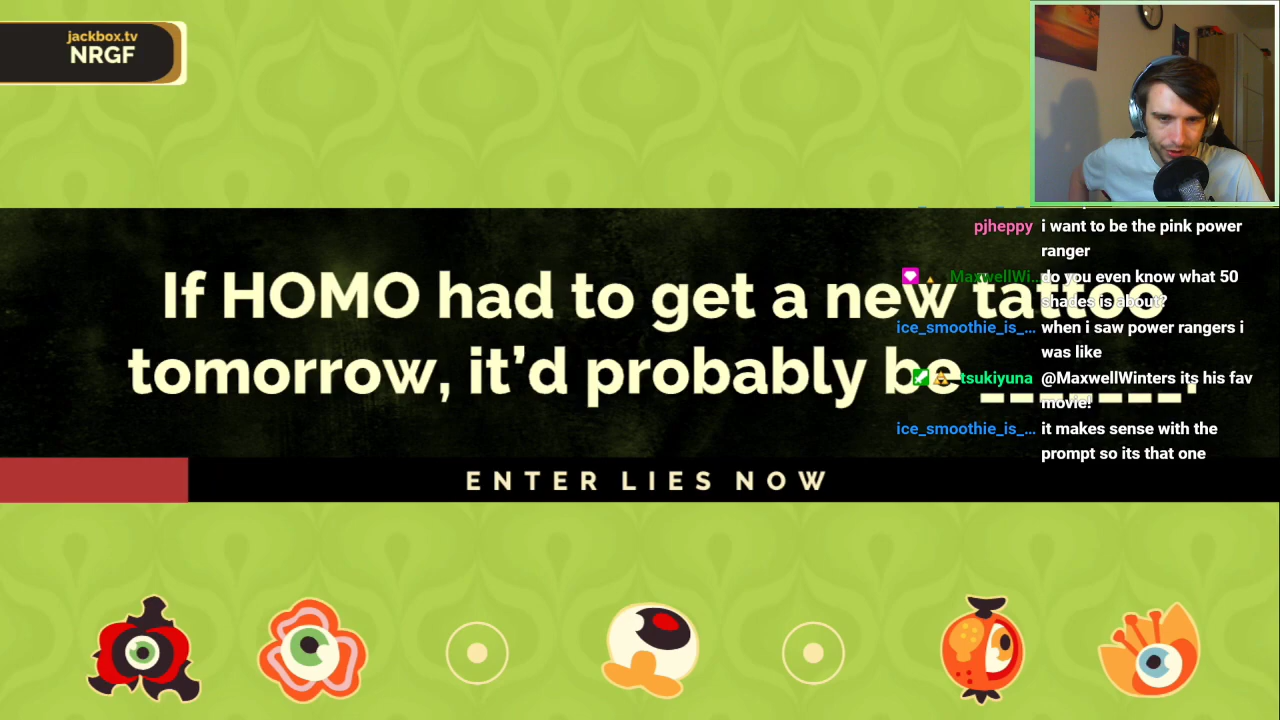 jackbox.tv
NRGF
If HOMO had to get a new tattoo
tomorrow, it'd probably be _______.
ENTER LIES NOW
pjheppy i want to be the pink power
ranger
MaxwellWi... do you even know what 50
shades is about?
ice_smoothie_is_... when i saw power rangers i
was like
tsukiyuna @MaxwellWinters its his fav
movie!
ice_smoothie_is_... it makes sense with the
prompt so its that one